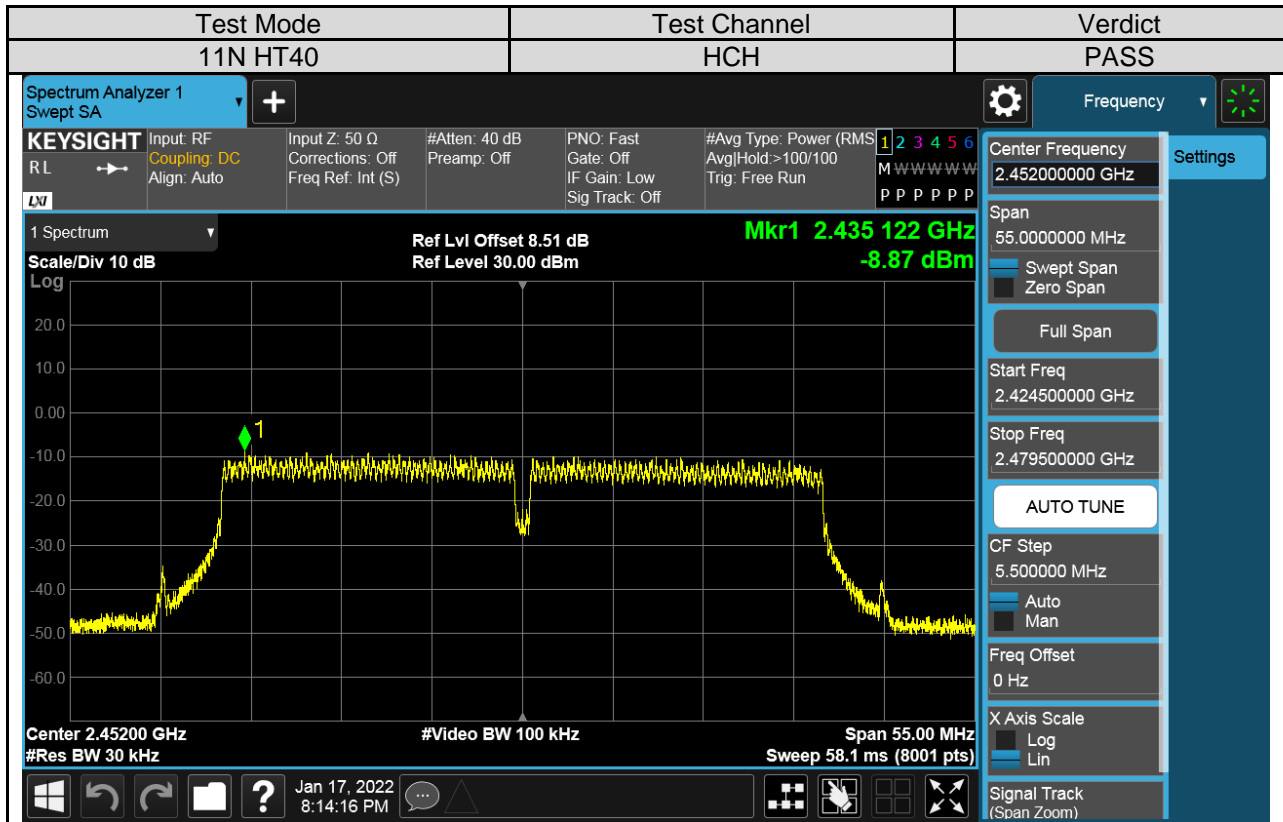 Test Mode Test Channel Verdict
11N HT40 HCH PASS
Spectrum Analyzer 1
Swept SA
Frequency
KEYSIGHT
R L
LXI
Input: RF
Coupling: DC
Align: Auto
Input Z: 50 Ω
Corrections: Off
Freq Ref: Int (S)
#Atten: 40 dB
Preamp: Off
PNO: Fast
Gate: Off
IF Gain: Low
Sig Track: Off
#Avg Type: Power (RMS
Avg|Hold:>100/100
Trig: Free Run
1 2 3 4 5 6
M W W W W W
P P P P P P
1 Spectrum
Scale/Div 10 dB
Ref Lvl Offset 8.51 dB
Ref Level 30.00 dBm
Mkr1 2.435 122 GHz
-8.87 dBm
Log
20.0
10.0
0.00
-10.0
-20.0
-30.0
-40.0
-50.0
-60.0
1
Center 2.45200 GHz
#Res BW 30 kHz
#Video BW 100 kHz
Span 55.00 MHz
Sweep 58.1 ms (8001 pts)
Center Frequency
2.452000000 GHz
Settings
Span
55.0000000 MHz
Swept Span
Zero Span
Full Span
Start Freq
2.424500000 GHz
Stop Freq
2.479500000 GHz
AUTO TUNE
CF Step
5.500000 MHz
Auto
Man
Freq Offset
0 Hz
X Axis Scale
Log
Lin
Signal Track
(Span Zoom)
?
Jan 17, 2022
8:14:16 PM